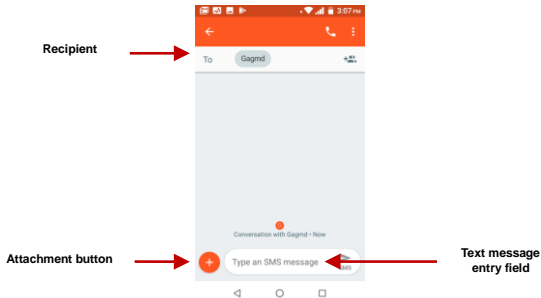 3:07 PM
Recipient
To Gagmd
Conversation with Gagmd • Now
Attachment button
Type an SMS message
SMS
Text message
entry field